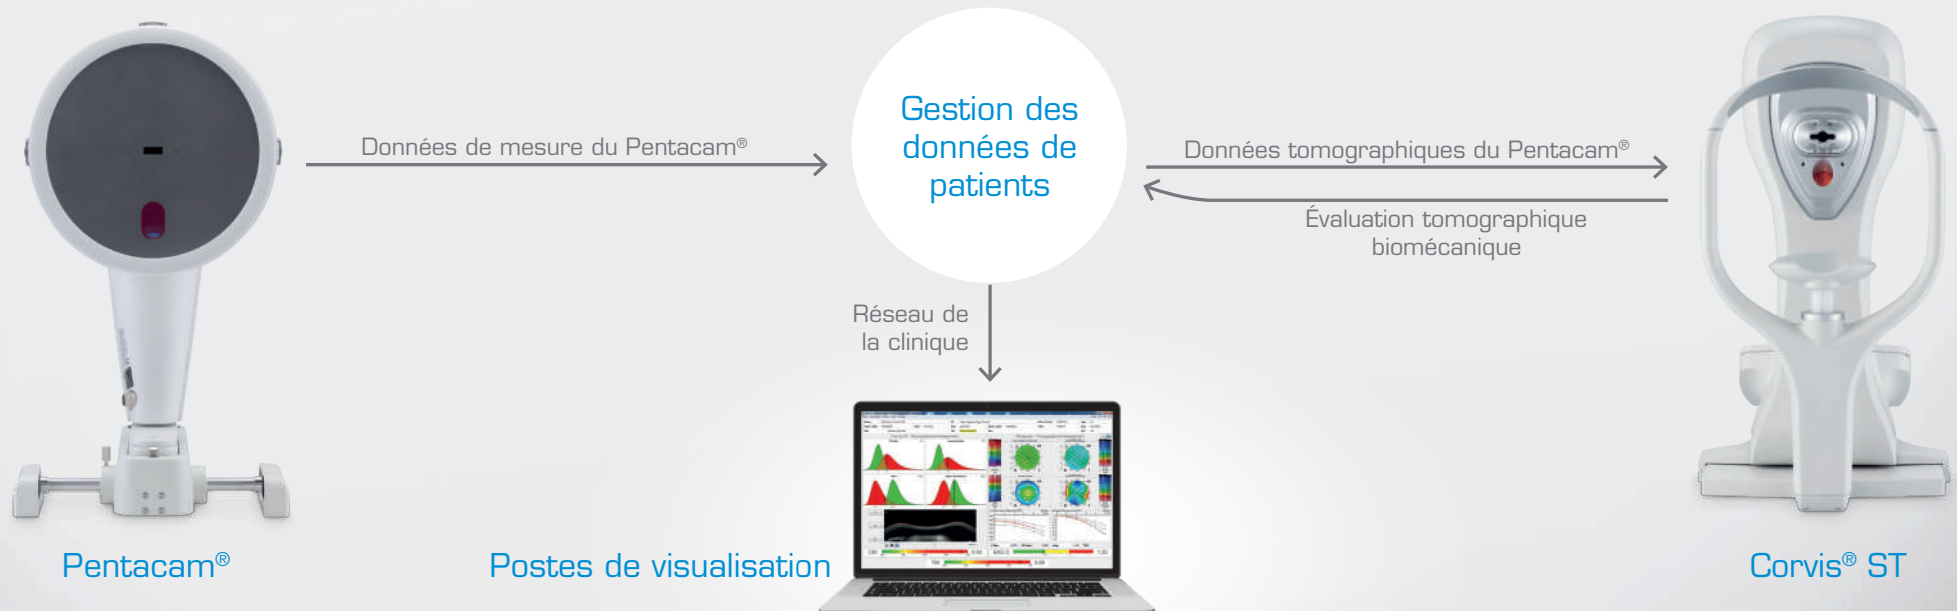 Données de mesure du Pentacam®
Gestion des
données de
patients
Données tomographiques du Pentacam®
Évaluation tomographique
biomécanique
Réseau de
la clinique
Pentacam®
Postes de visualisation
Corvis® ST